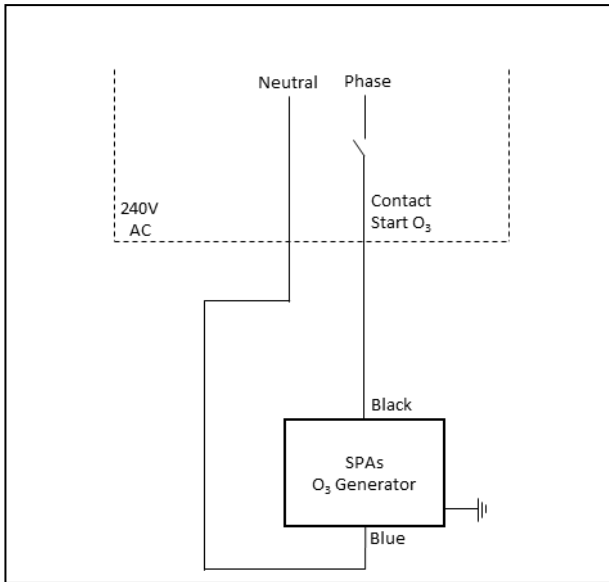 Neutral Phase
240V
AC
Contact
Start O₃
Black
SPAs
O₃ Generator
Blue